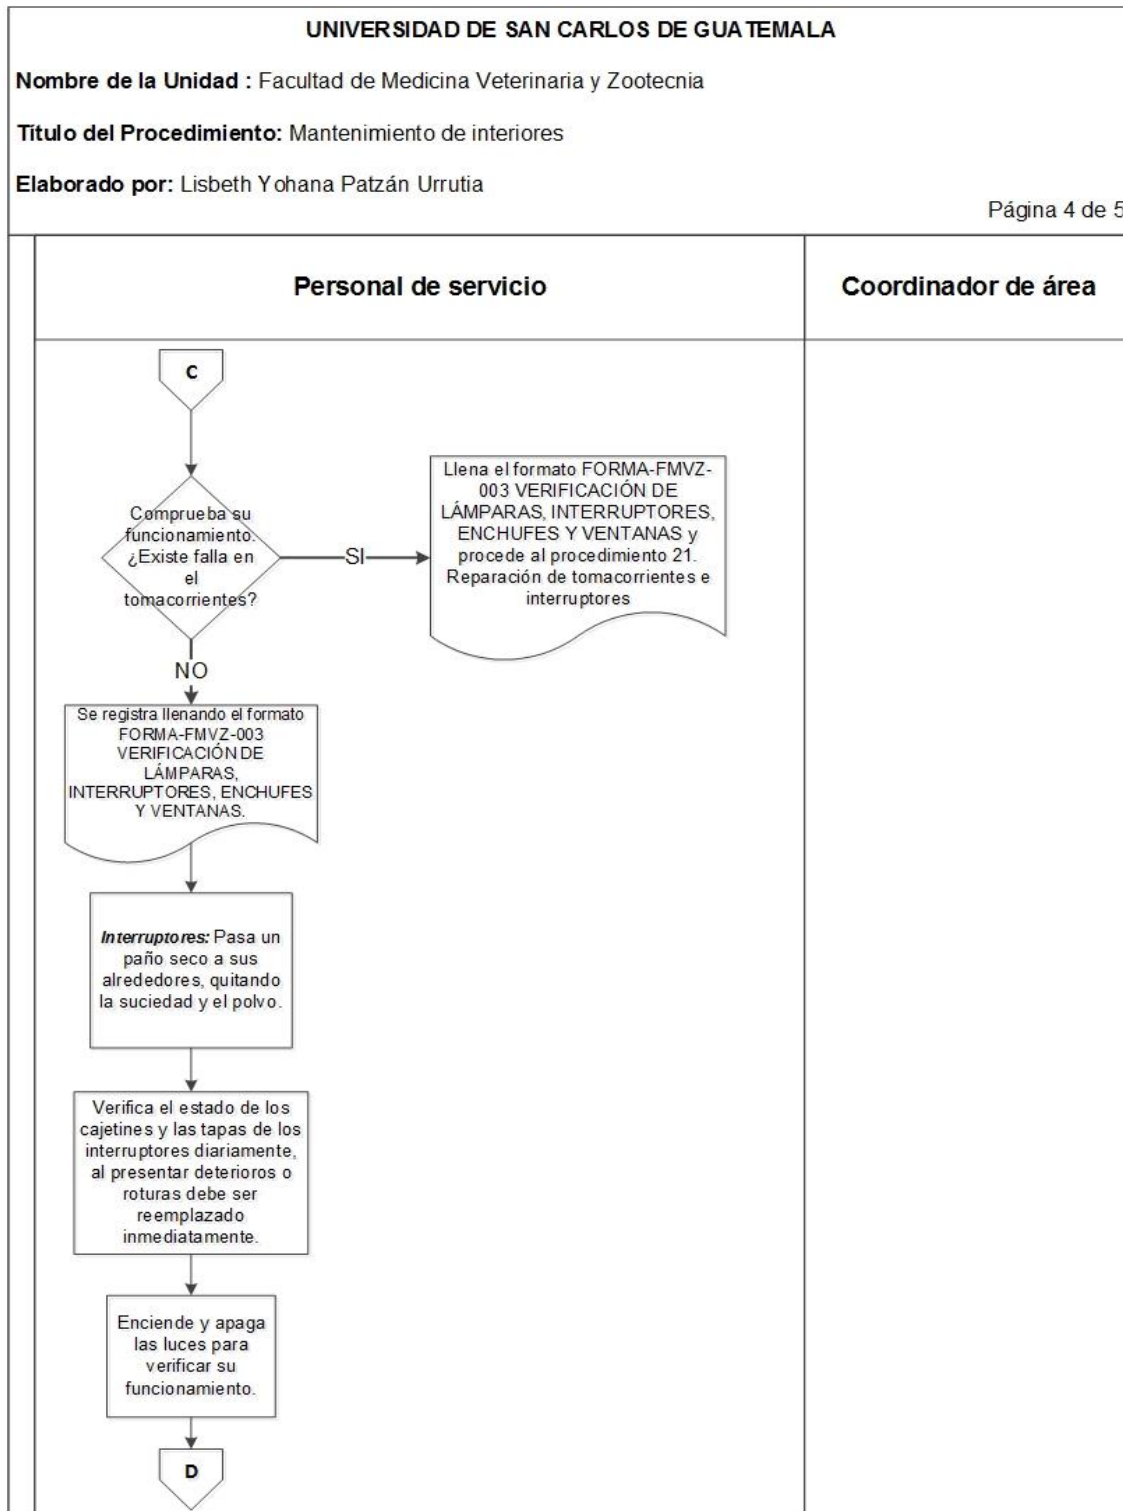 UNIVERSIDAD DE SAN CARLOS DE GUATEMALA
Nombre de la Unidad : Facultad de Medicina Veterinaria y Zootecnia
Título del Procedimiento: Mantenimiento de interiores
Elaborado por: Lisbeth Yohana Patzán Urrutia
Página 4 de 5
Personal de servicio
Coordinador de área
C
Comprueba su
funcionamiento.
¿Existe falla en
el
tomacorrientes?
SI
Llena el formato FORMA-FMVZ-
003 VERIFICACIÓN DE
LÁMPARAS, INTERRUPTORES,
ENCHUFES Y VENTANAS y
procede al procedimiento 21.
Reparación de tomacorrientes e
interruptores
NO
Se registra llenando el formato
FORMA-FMVZ-003
VERIFICACIÓN DE
LÁMPARAS,
INTERRUPTORES, ENCHUFES
Y VENTANAS.
Interruptores: Pasa un
paño seco a sus
alrededores, quitando
la suciedad y el polvo.
Verifica el estado de los
cajetines y las tapas de los
interruptores diariamente,
al presentar deterioros o
roturas debe ser
reemplazado
inmediatamente.
Enciende y apaga
las luces para
verificar su
funcionamiento.
D